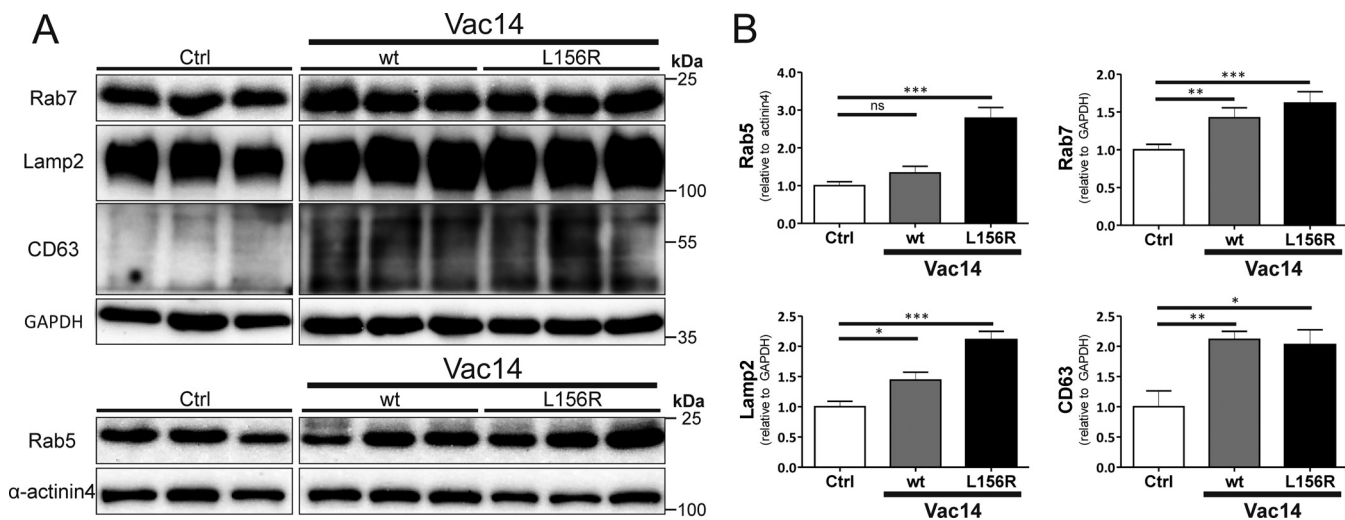 A
Vac14
Ctrl wt L156R kDa
Rab7 25
Lamp2 100
CD63 55
GAPDH 35
Vac14
Ctrl wt L156R kDa
Rab5 25
α-actinin4 100
B
Rab5
(relative to actinin4)
4.0
3.0
2.0
1.0
0.0
***
ns
Ctrl wt L156R
Vac14
Rab7
(relative to GAPDH)
2.0
1.5
1.0
0.5
0.0
***
**
Ctrl wt L156R
Vac14
Lamp2
(relative to GAPDH)
2.5
2.0
1.5
1.0
0.5
0.0
***
*
Ctrl wt L156R
Vac14
CD63
(relative to GAPDH)
2.5
2.0
1.5
1.0
0.5
0.0
*
**
Ctrl wt L156R
Vac14